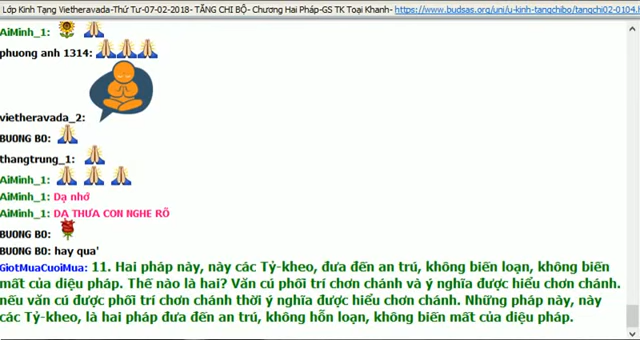 Lớp Kinh Tạng Vietheravada-Thứ Tư-07-02-2018- TĂNG CHI BỘ- Chương Hai Pháp-GS TK Toại Khanh- https://www.budsas.org/uni/u-kinh-tangchibo/tangchi02-0104.h
AiMinh_1:
phuong anh 1314:
vietheravada_2:
BUONG BO:
thangtrung_1:
AiMinh_1:
AiMinh_1: Dạ nhớ
AiMinh_1: DẠ THƯA CON NGHE RÕ
BUONG BO:
BUONG BO: hay qua'
GiotMuaCuoiMua: 11. Hai pháp này, này các Tỷ-kheo, đưa đến an trú, không biến loạn, không biến
mất của diệu pháp. Thế nào là hai? Văn cú phối trí chơn chánh và ý nghĩa được hiểu chơn chánh.
nếu văn cú được phối trí chơn chánh thời ý nghĩa được hiểu chơn chánh. Những pháp này, này
các Tỷ-kheo, là hai pháp đưa đến an trú, không hỗn loạn, không biến mất của diệu pháp.